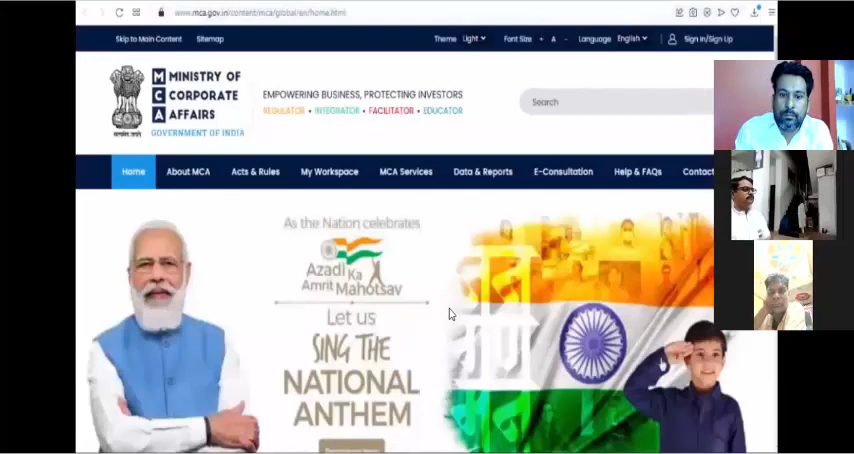 www.mca.gov.in/content/mca/global/en/home.html
Skip to Main Content Sitemap Theme Light Font Size + A - Language English Sign In/Sign Up
MINISTRY OF
CORPORATE
AFFAIRS
GOVERNMENT OF INDIA
सत्यमेव जयते
EMPOWERING BUSINESS, PROTECTING INVESTORS
REGULATOR • INTEGRATOR • FACILITATOR • EDUCATOR
Search
Home About MCA Acts & Rules My Workspace MCA Services Data & Reports E-Consultation Help & FAQs Contact
As the Nation celebrates
Azadi Ka
Amrit Mahotsav
Let us
SING THE
NATIONAL
ANTHEM